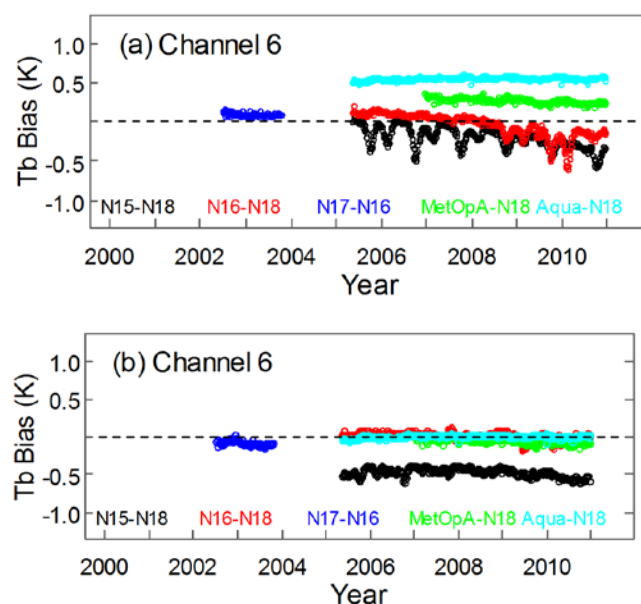 (a) Channel 6
Tb Bias (K)
1.0
0.5
-0.5
-1.0
N15-N18 N16-N18 N17-N16 MetOpA-N18 Aqua-N18
2000 2002 2004 2006 2008 2010
Year
(b) Channel 6
Tb Bias (K)
1.0
0.5
-0.5
-1.0
N15-N18 N16-N18 N17-N16 MetOpA-N18 Aqua-N18
2000 2002 2004 2006 2008 2010
Year